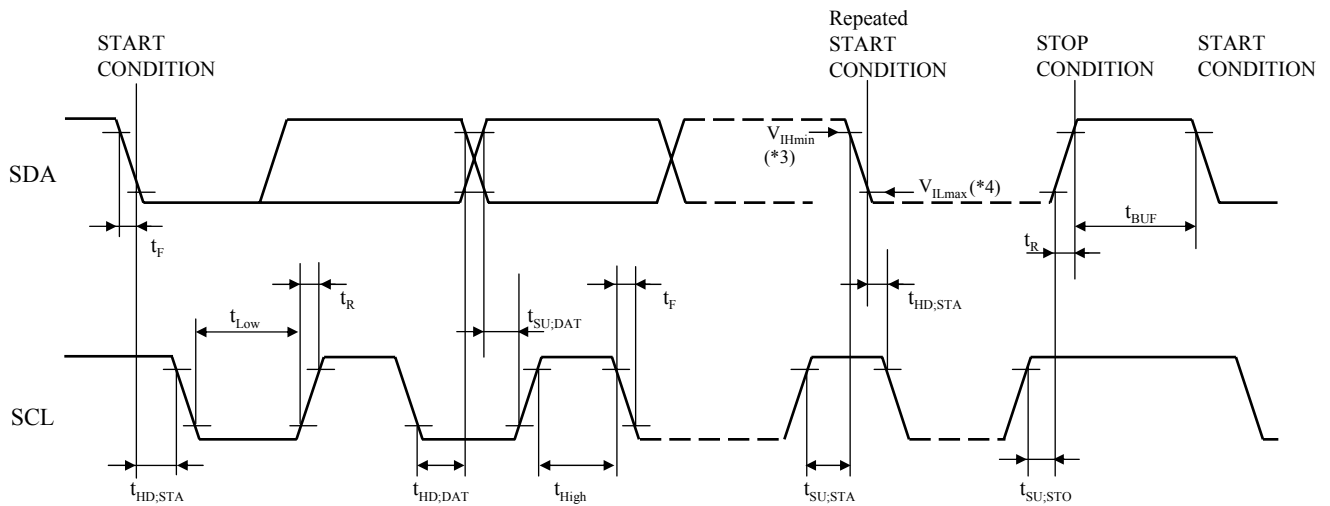 START
CONDITION
Repeated
START
CONDITION
STOP
CONDITION
START
CONDITION
SDA
V_IHmin
(*3)
V_ILmax (*4)
t_F
t_BUF
t_R
t_R
t_F
t_HD;STA
t_Low
t_SU;DAT
SCL
t_HD;STA
t_HD;DAT
t_High
t_SU;STA
t_SU;STO